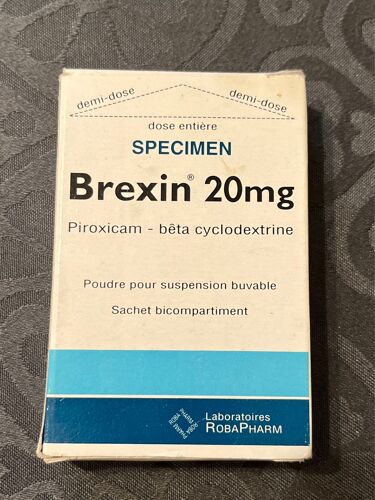 demi-dose
demi-dose
dose entière
SPECIMEN
Brexin® 20mg
Piroxicam - bêta cyclodextrine
Poudre pour suspension buvable
Sachet bicompartiment
Laboratoires
ROBAPHARM